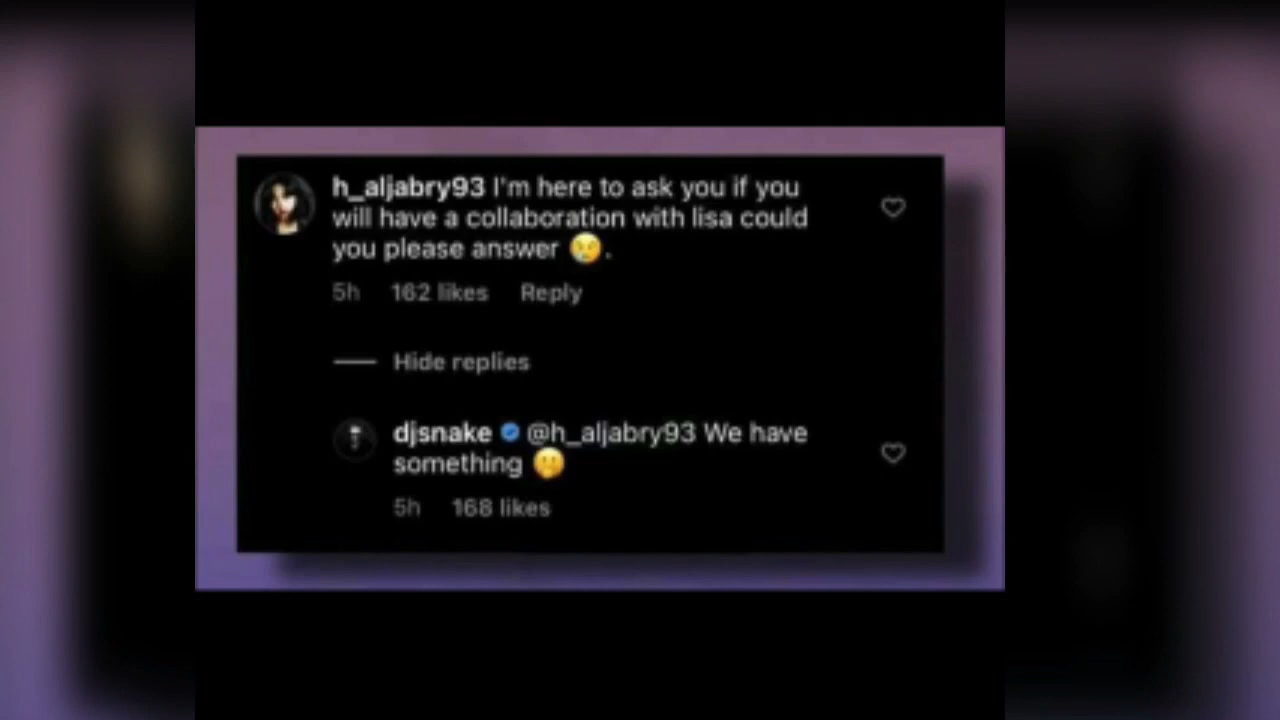 h_aljabry93 I'm here to ask you if you
will have a collaboration with lisa could
you please answer 😢.
5h 162 likes Reply
Hide replies
djsnake @h_aljabry93 We have
something 🤫
5h 168 likes